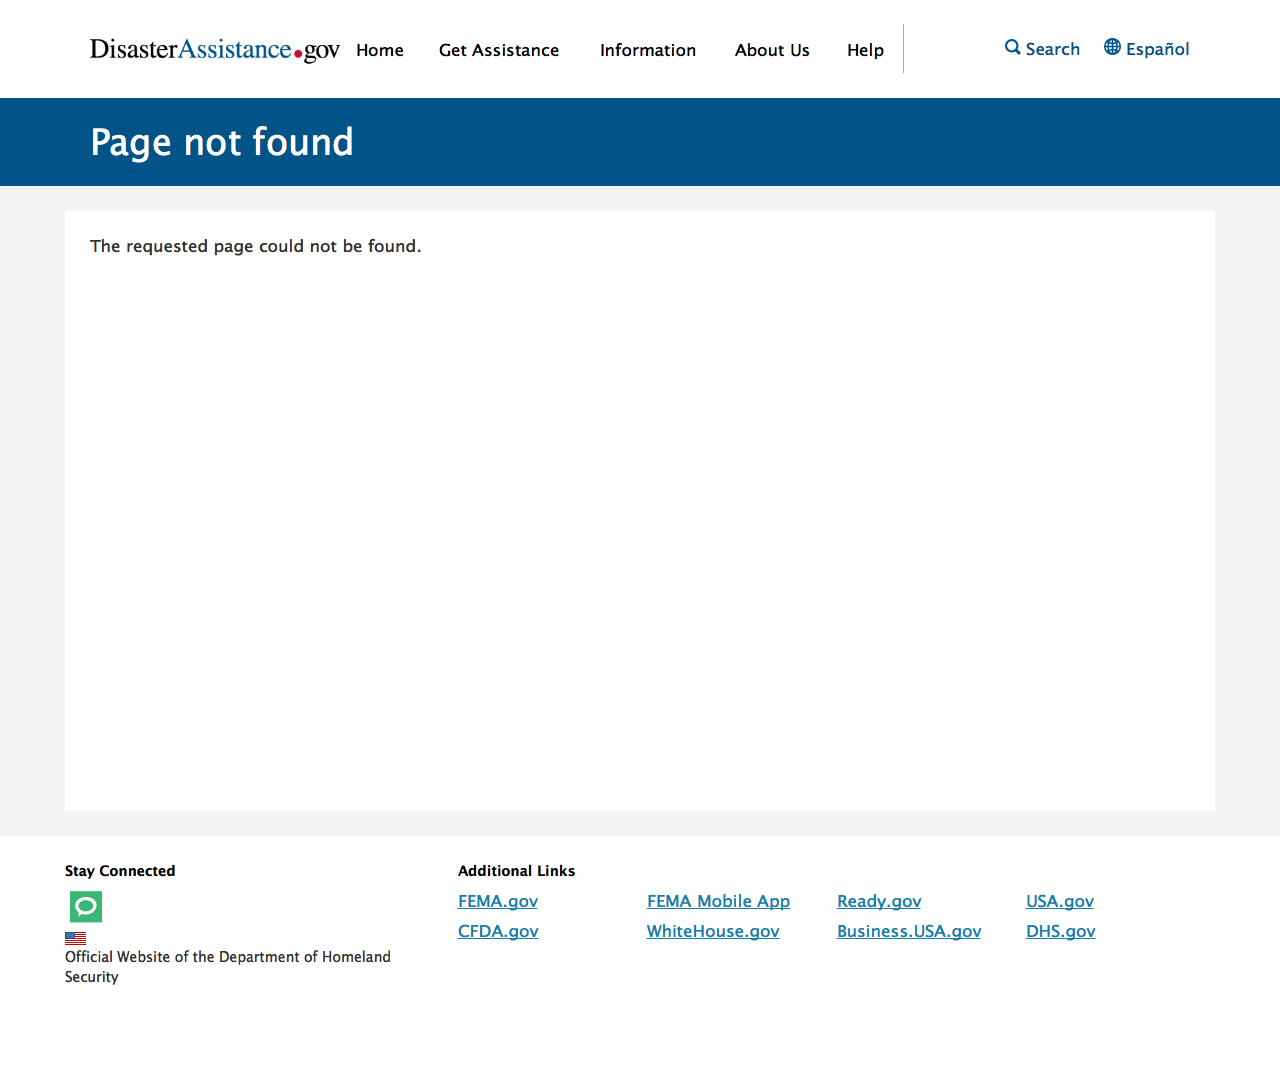 DisasterAssistance.gov Home Get Assistance Information About Us Help Search Español
Page not found
The requested page could not be found.
Stay Connected
Official Website of the Department of Homeland
Security
Additional Links
FEMA.gov FEMA Mobile App Ready.gov USA.gov
CFDA.gov WhiteHouse.gov Business.USA.gov DHS.gov